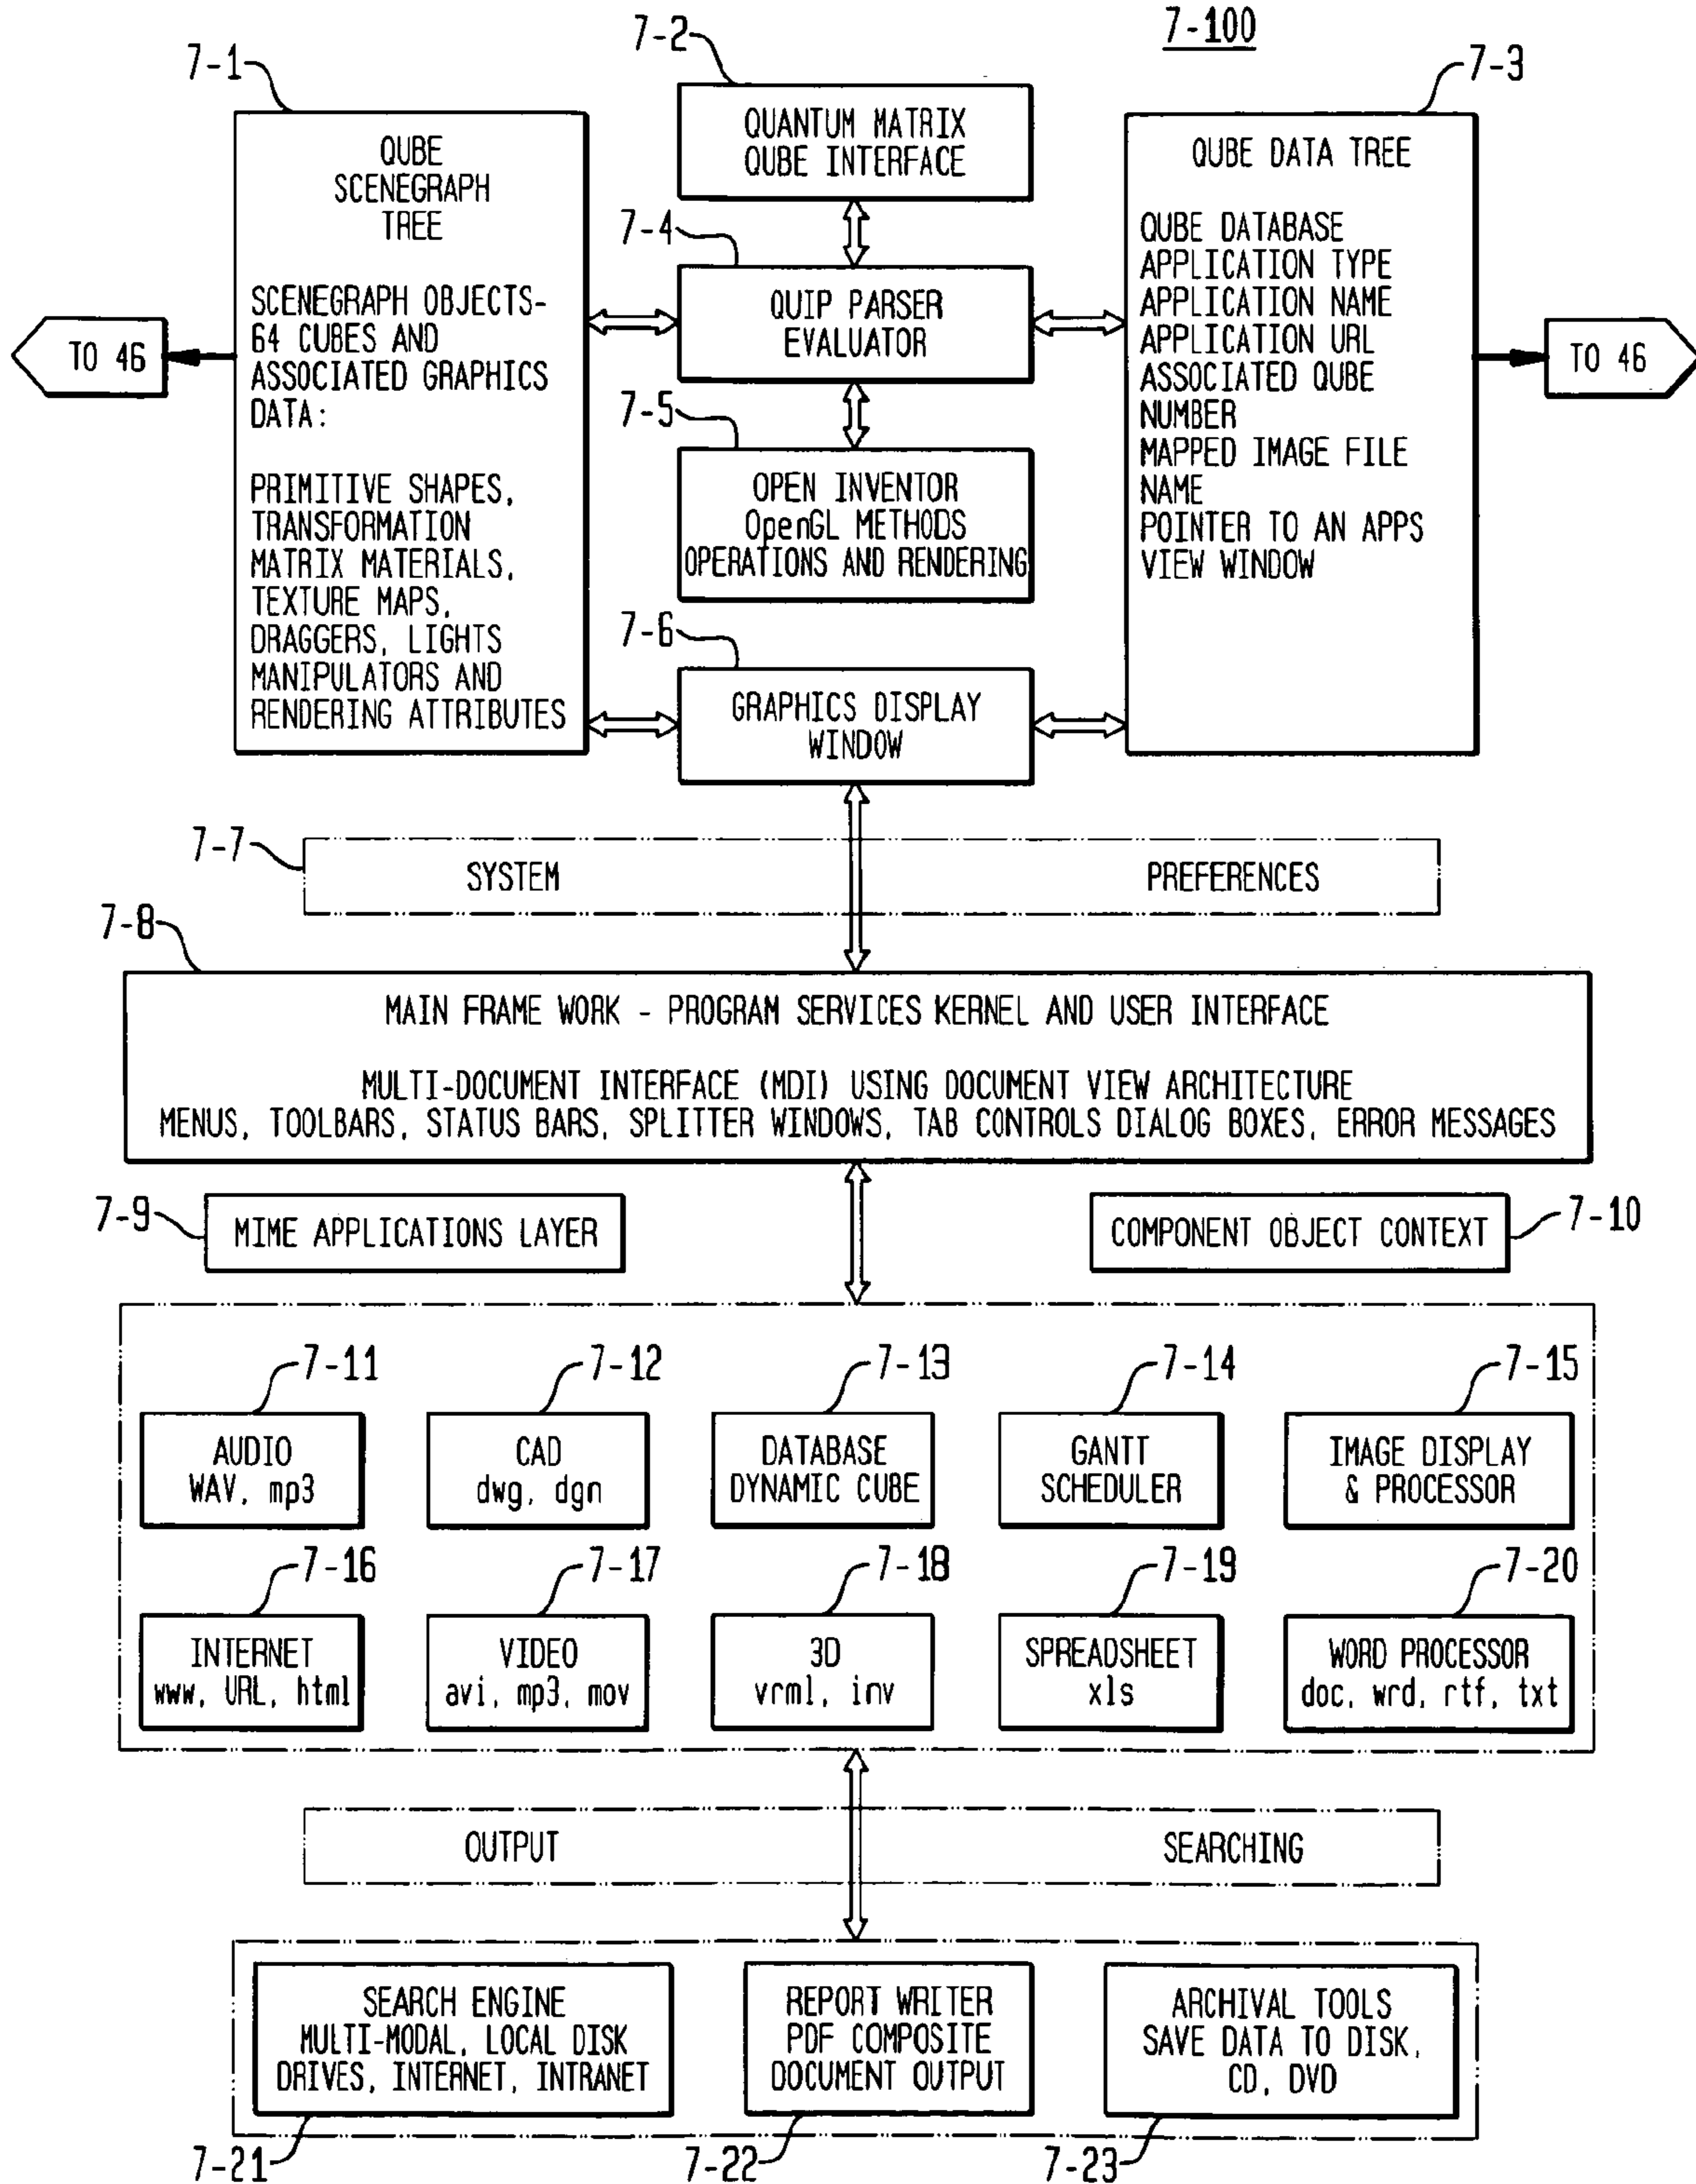 7-100
7-1
7-2
7-3
QUBE
SCENEGRAPH
TREE
SCENEGRAPH OBJECTS-
64 CUBES AND
ASSOCIATED GRAPHICS
DATA:
PRIMITIVE SHAPES,
TRANSFORMATION
MATRIX MATERIALS,
TEXTURE MAPS,
DRAGGERS, LIGHTS
MANIPULATORS AND
RENDERING ATTRIBUTES
TO 46
QUANTUM MATRIX
QUBE INTERFACE
7-4
QUIP PARSER
EVALUATOR
7-5
OPEN INVENTOR
OpenGL METHODS
OPERATIONS AND RENDERING
7-6
GRAPHICS DISPLAY
WINDOW
QUBE DATA TREE
QUBE DATABASE
APPLICATION TYPE
APPLICATION NAME
APPLICATION URL
ASSOCIATED QUBE
NUMBER
MAPPED IMAGE FILE
NAME
POINTER TO AN APPS
VIEW WINDOW
TO 46
7-7
SYSTEM PREFERENCES
7-8
MAIN FRAME WORK - PROGRAM SERVICES KERNEL AND USER INTERFACE
MULTI-DOCUMENT INTERFACE (MDI) USING DOCUMENT VIEW ARCHITECTURE
MENUS, TOOLBARS, STATUS BARS, SPLITTER WINDOWS, TAB CONTROLS DIALOG BOXES, ERROR MESSAGES
7-9
MIME APPLICATIONS LAYER
COMPONENT OBJECT CONTEXT
7-10
7-11
AUDIO
WAV, mp3
7-12
CAD
dwg, dgn
7-13
DATABASE
DYNAMIC CUBE
7-14
GANTT
SCHEDULER
7-15
IMAGE DISPLAY
& PROCESSOR
7-16
INTERNET
www, URL, html
7-17
VIDEO
avi, mp3, mov
7-18
3D
vrml, inv
7-19
SPREADSHEET
xls
7-20
WORD PROCESSOR
doc, wrd, rtf, txt
OUTPUT SEARCHING
SEARCH ENGINE
MULTI-MODAL, LOCAL DISK
DRIVES, INTERNET, INTRANET
7-21
REPORT WRITER
PDF COMPOSITE
DOCUMENT OUTPUT
7-22
ARCHIVAL TOOLS
SAVE DATA TO DISK,
CD, DVD
7-23